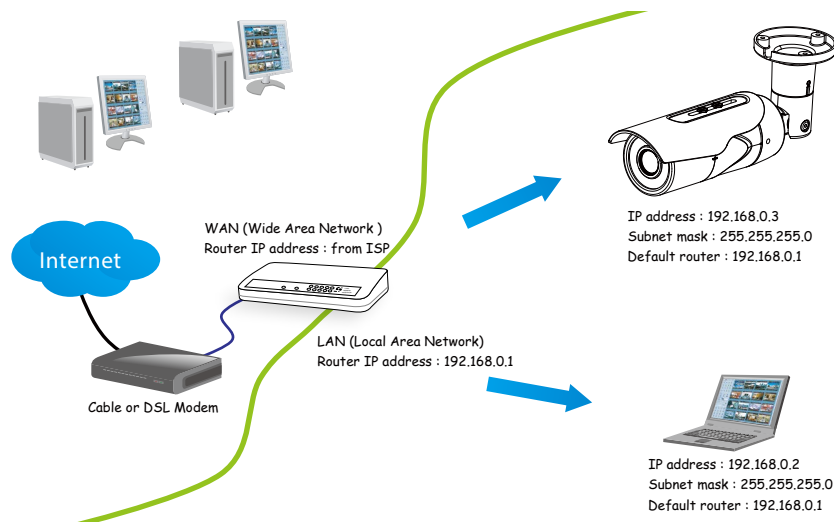 WAN (Wide Area Network )
Router IP address : from ISP
Internet
IP address : 192.168.0.3
Subnet mask : 255.255.255.0
Default router : 192.168.0.1
LAN (Local Area Network)
Router IP address : 192.168.0.1
Cable or DSL Modem
IP address : 192.168.0.2
Subnet mask : 255.255.255.0
Default router : 192.168.0.1